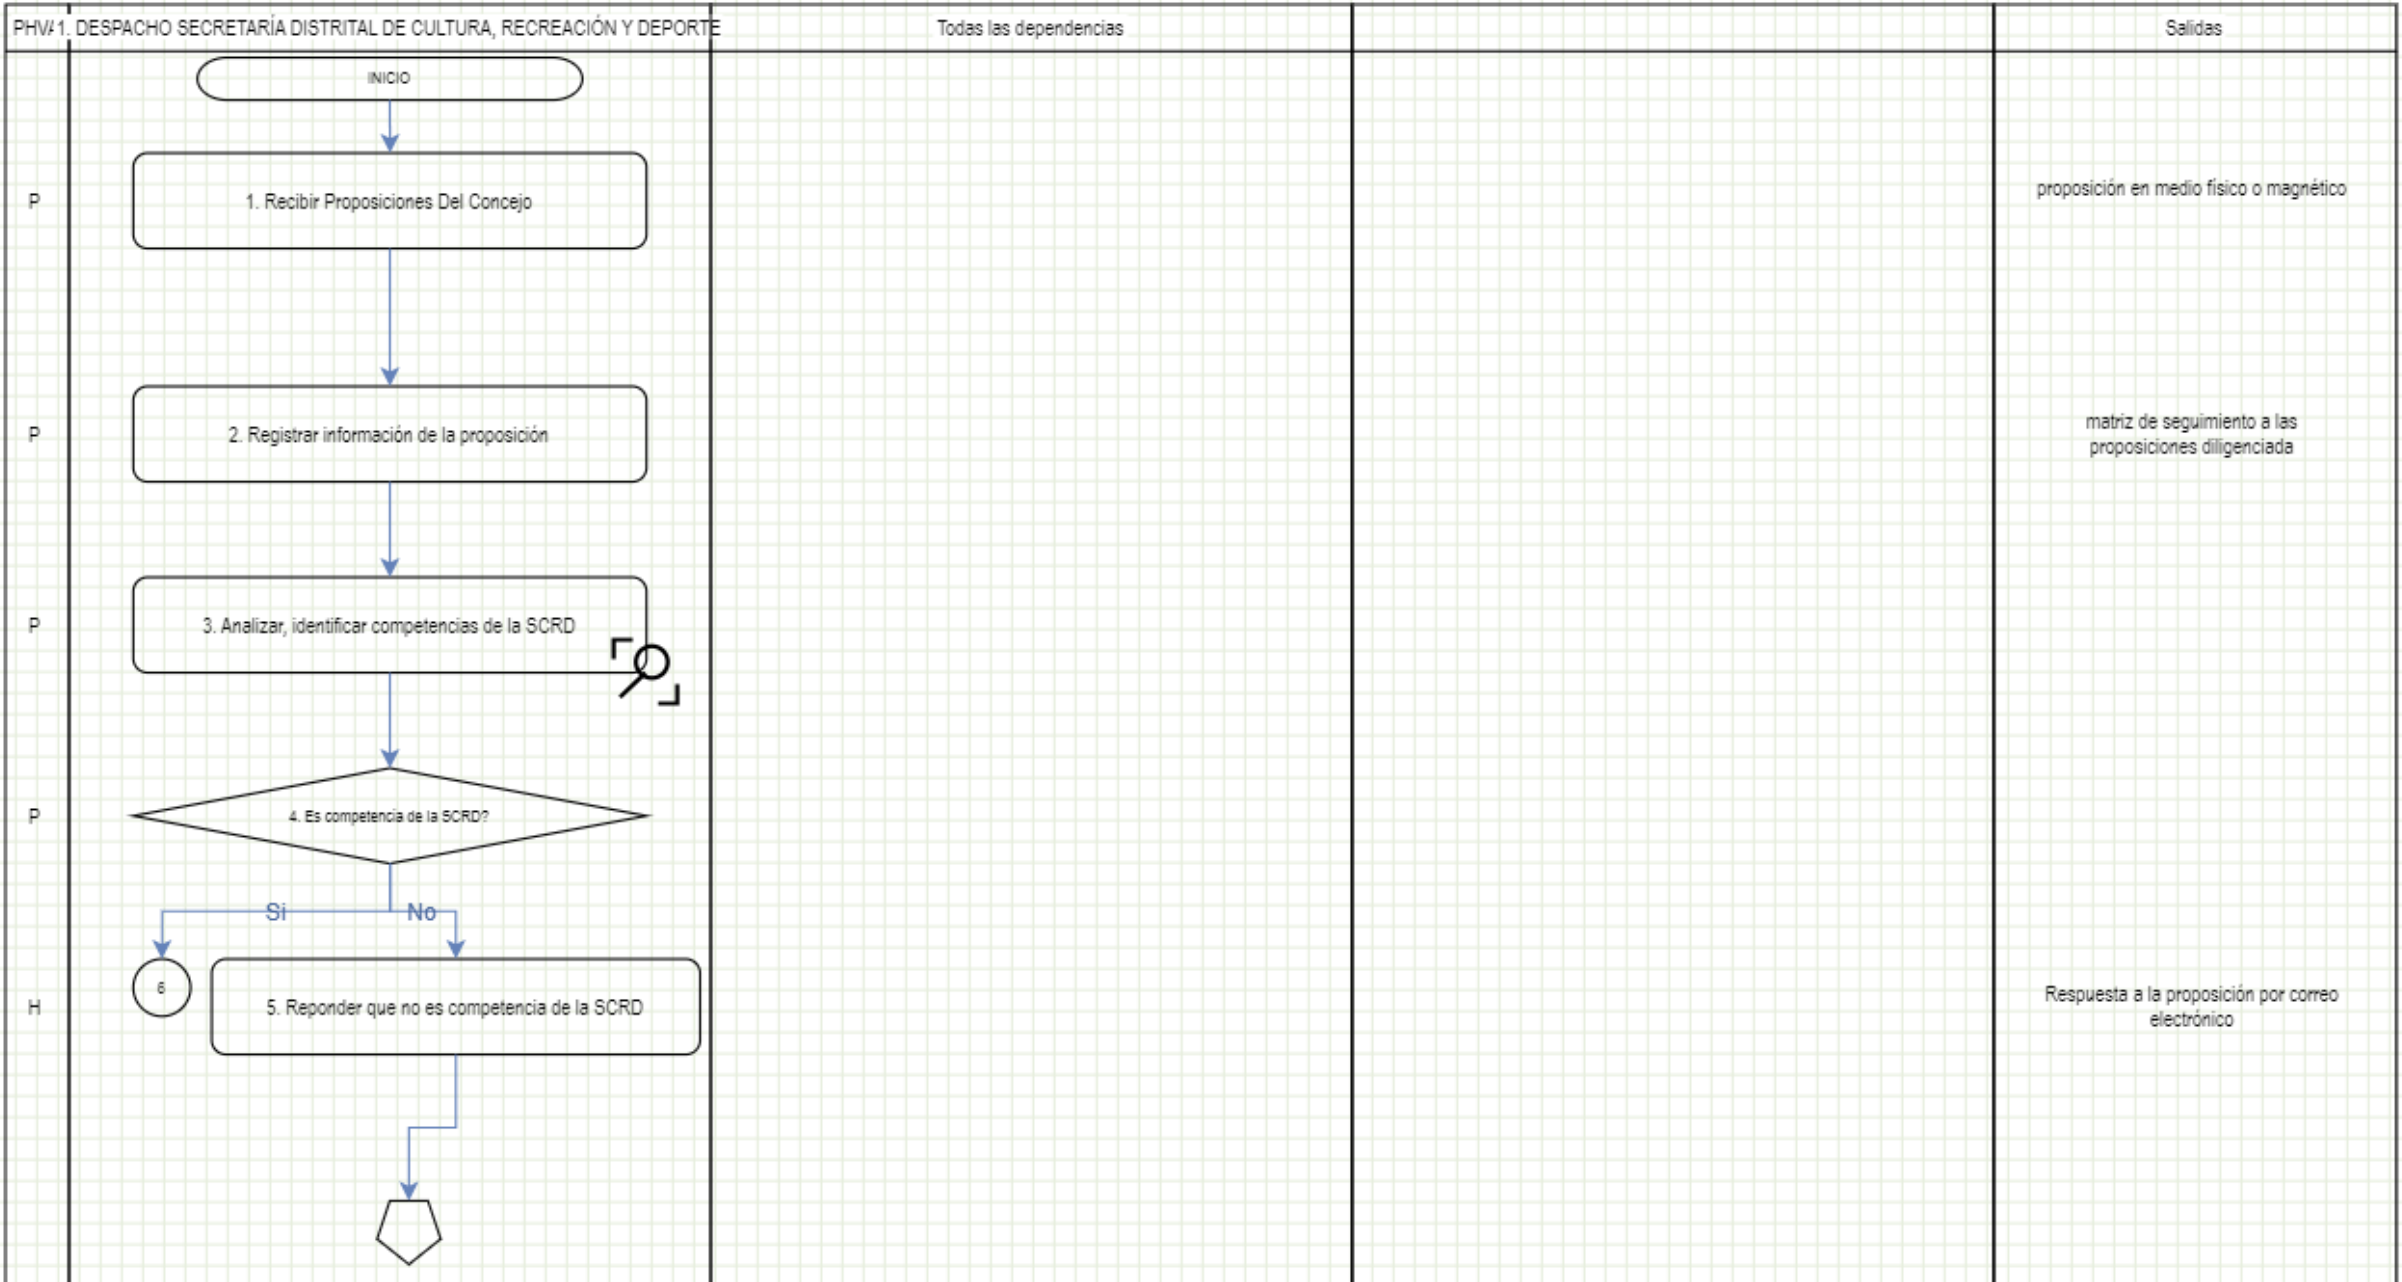 PHVA
1. DESPACHO SECRETARÍA DISTRITAL DE CULTURA, RECREACIÓN Y DEPORTE
Todas las dependencias
Salidas
INICIO
P
1. Recibir Proposiciones Del Concejo
proposición en medio físico o magnético
P
2. Registrar información de la proposición
matriz de seguimiento a las
proposiciones diligenciada
P
3. Analizar, identificar competencias de la SCRD
P
4. Es competencia de la SCRD?
Si
No
H
6
5. Reponder que no es competencia de la SCRD
Respuesta a la proposición por correo
electrónico